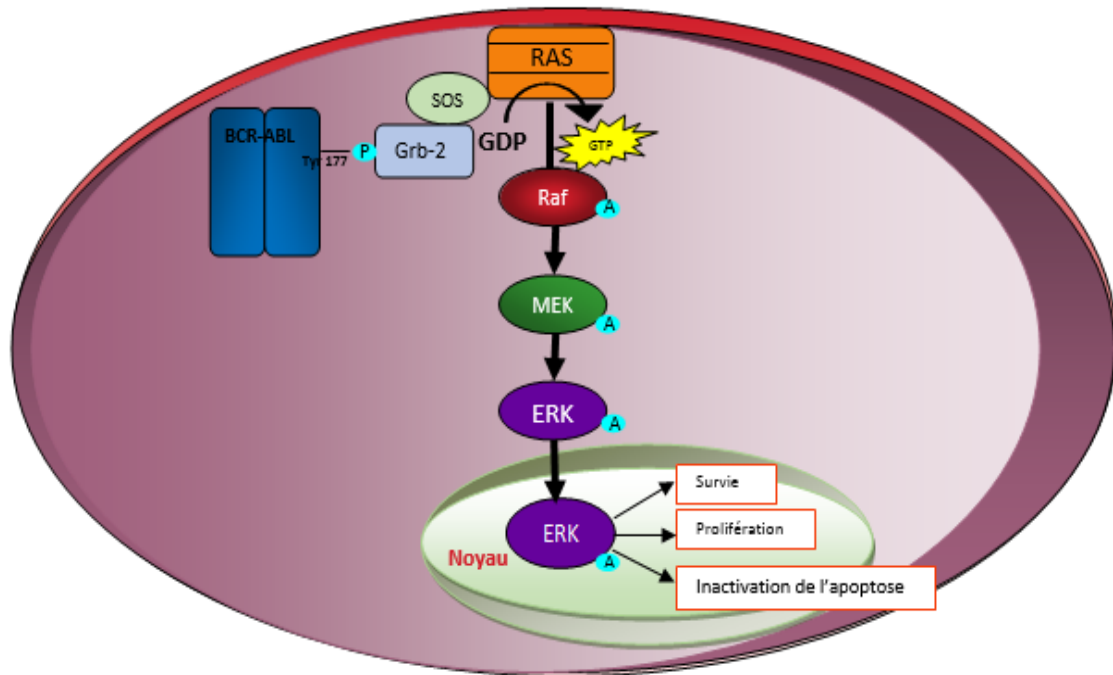 RAS
SOS
BCR-ABL
Tyr 177
P
Grb-2
GDP
GTP
Raf
A
MEK
A
ERK
A
Survie
ERK
Prolifération
Noyau
A
Inactivation de l'apoptose